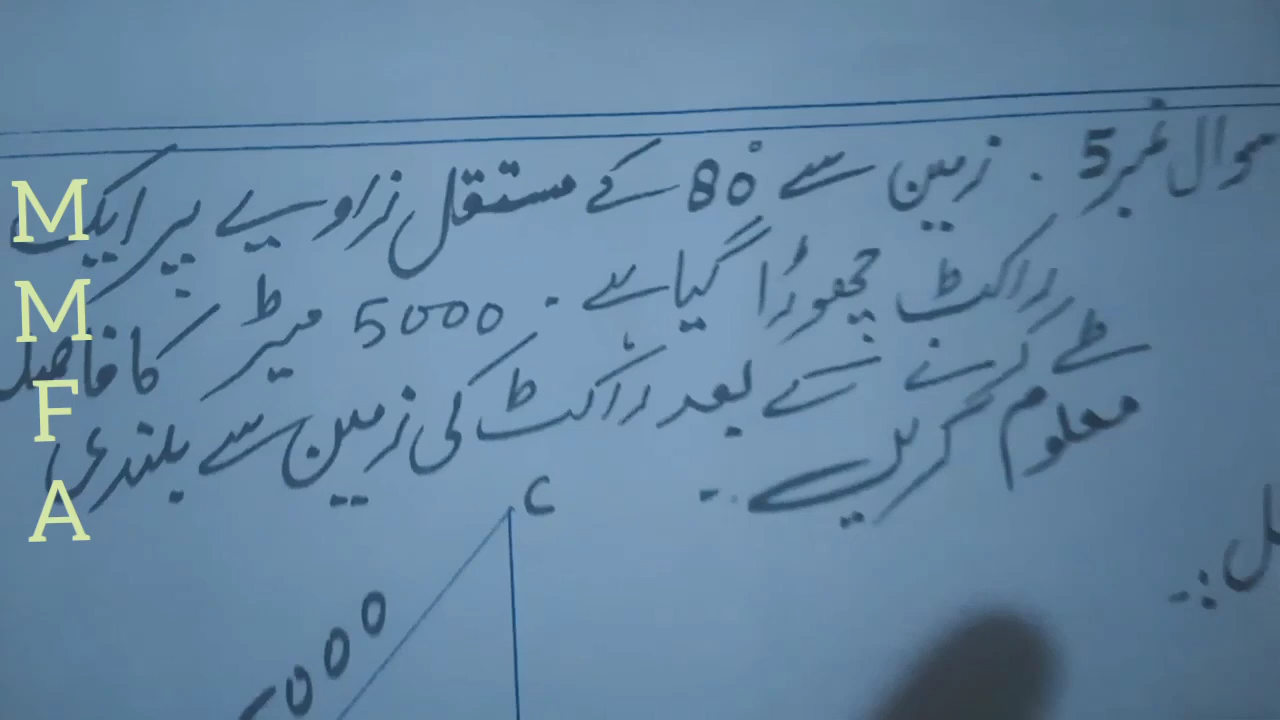 سوال نمبر 5. زمین سے 80° کے مستقل زاویے پر ایک
راکٹ چھوڑا گیا ہے. 5000 میٹر کا فاصلہ
طے کرنے کے بعد راکٹ کی زمین سے بلندی
معلوم کریں
C
000
M
M
F
A